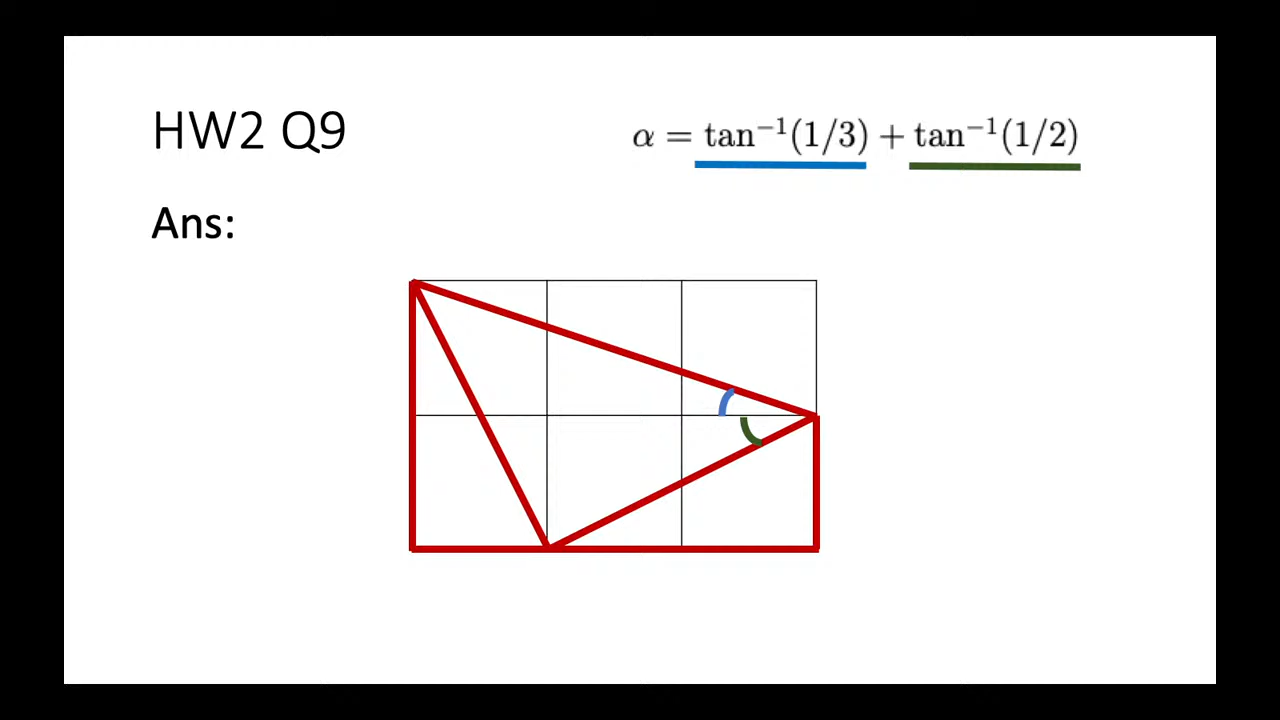 HW2 Q9
α = tan⁻¹(1/3) + tan⁻¹(1/2)
Ans: